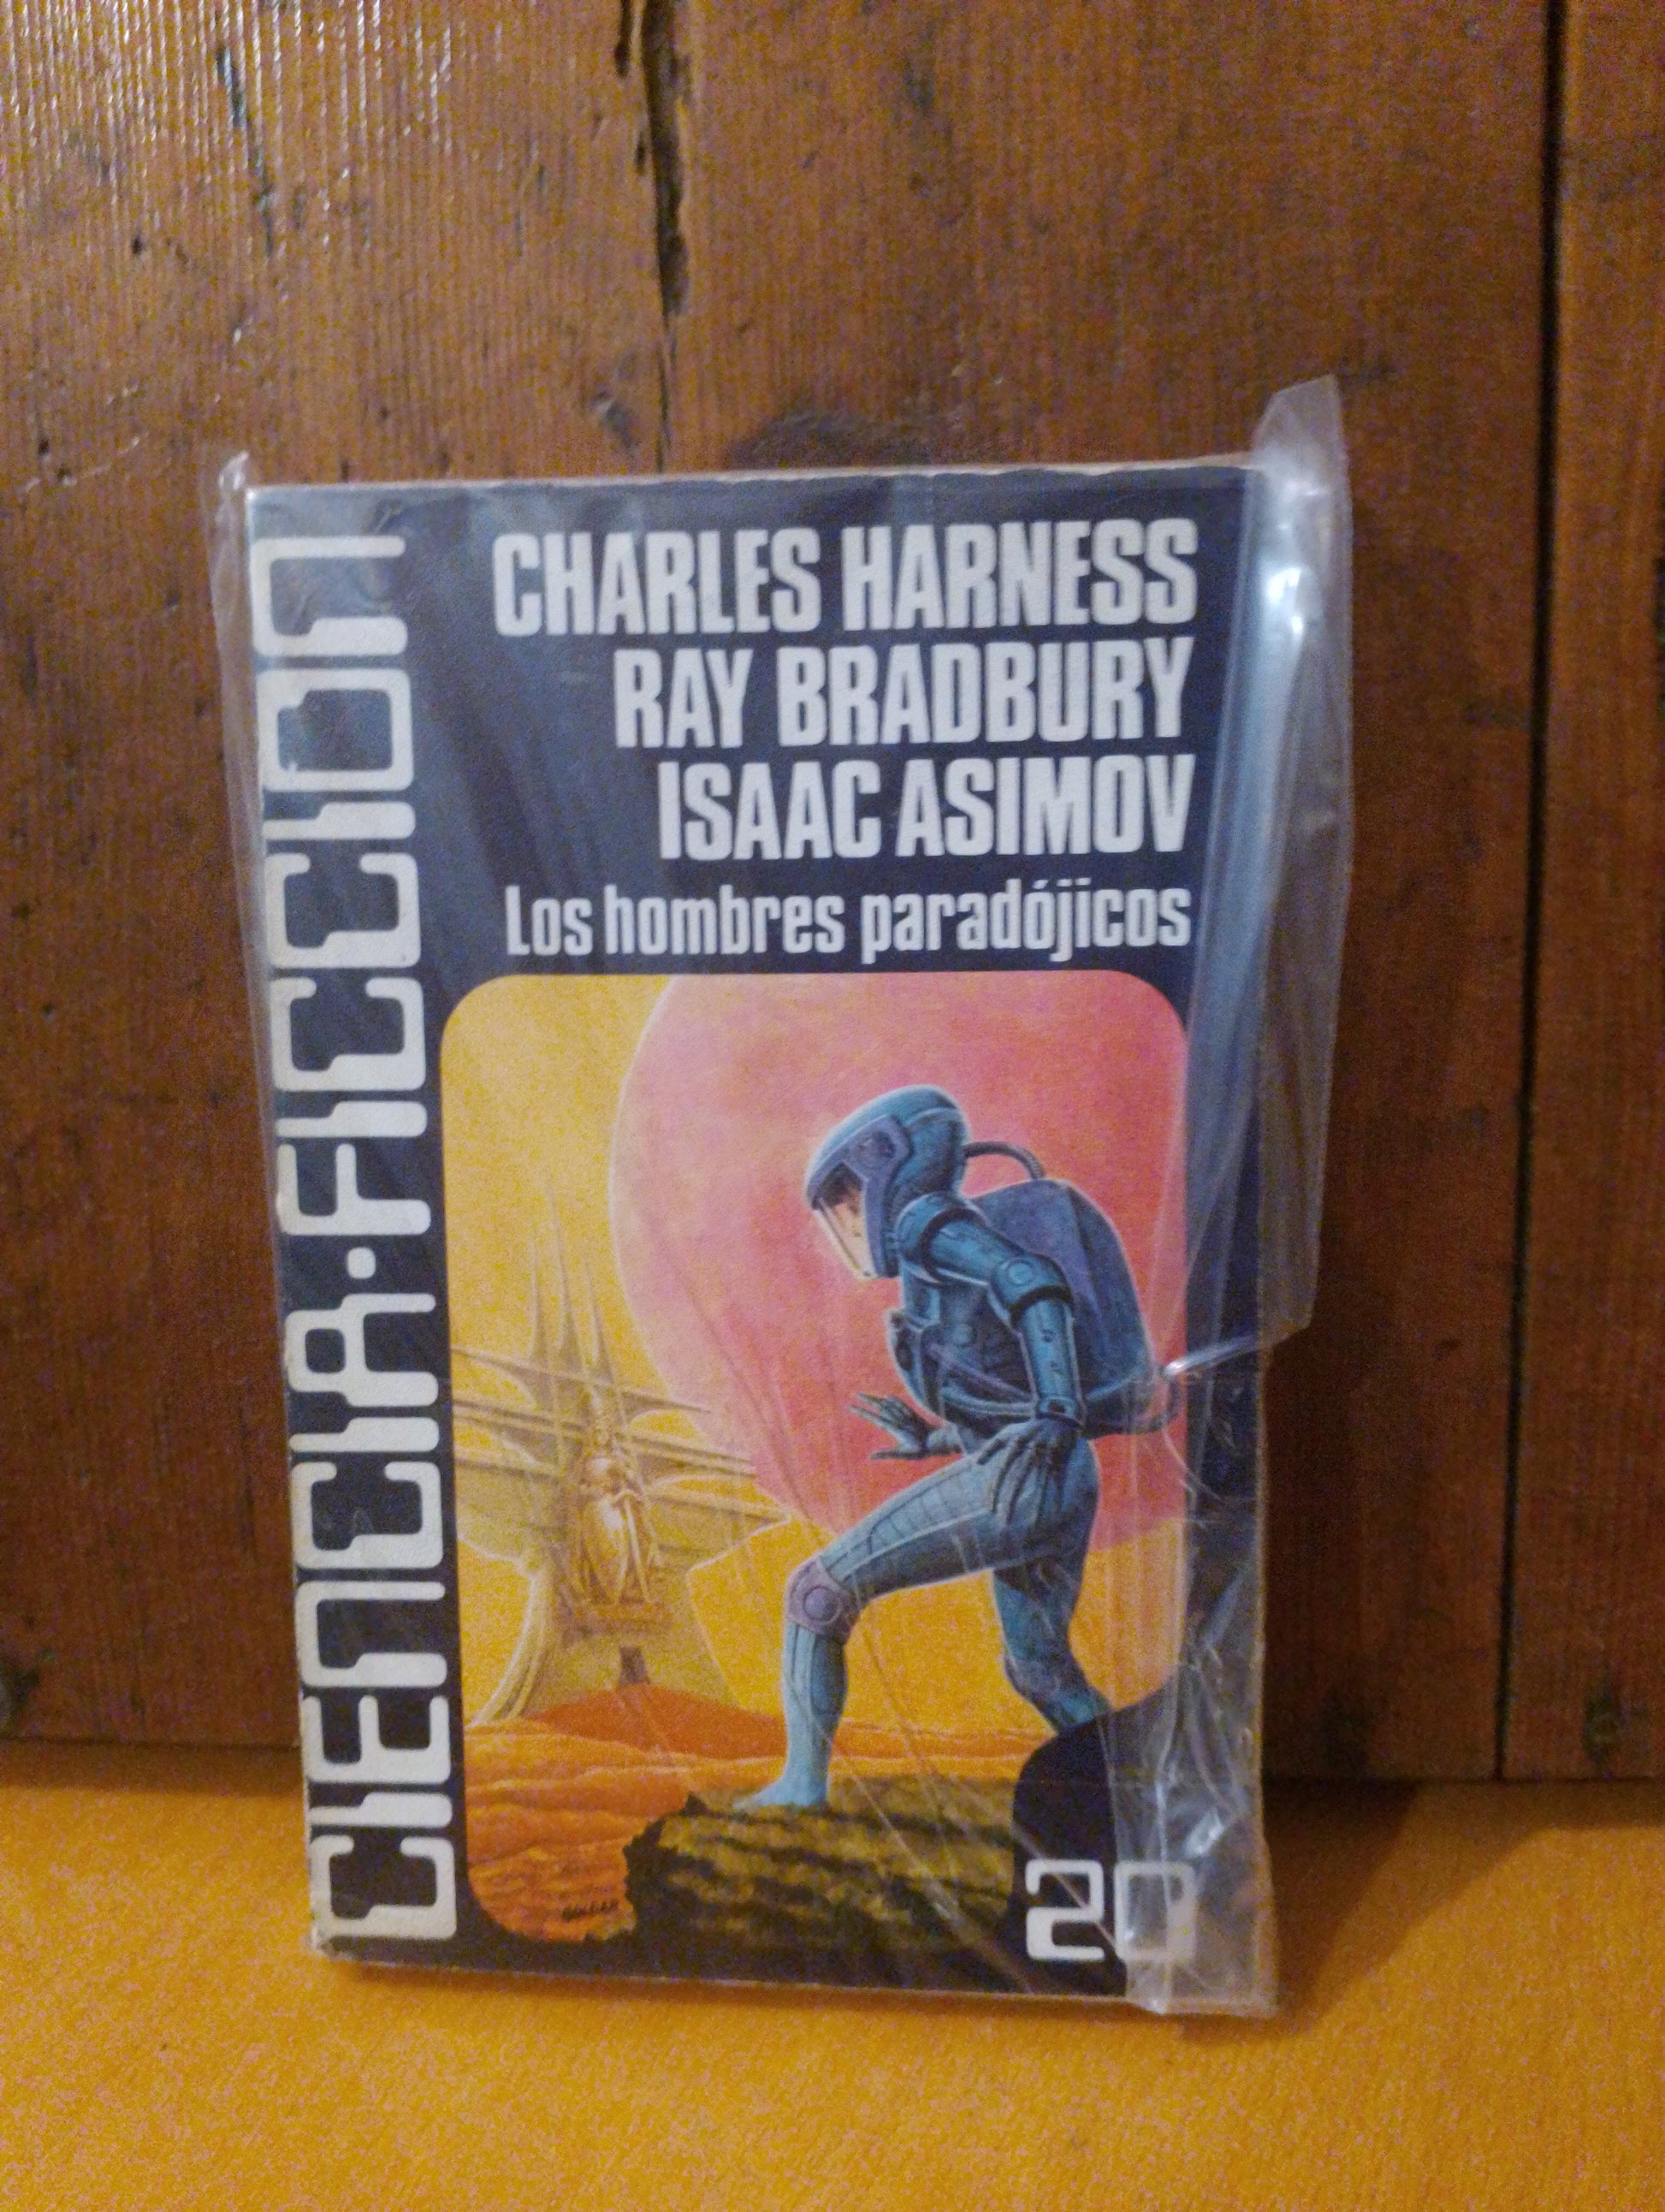 CIENCIA-FICCION
CHARLES HARNESS
RAY BRADBURY
ISAAC ASIMOV
Los hombres paradójicos
20